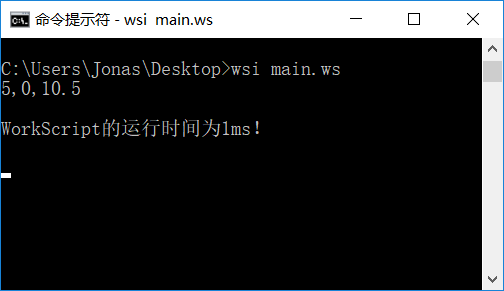 命令提示符 - wsi  main.ws
C:\Users\Jonas\Desktop>wsi main.ws
5,0,10.5
WorkScript的运行时间为1ms!